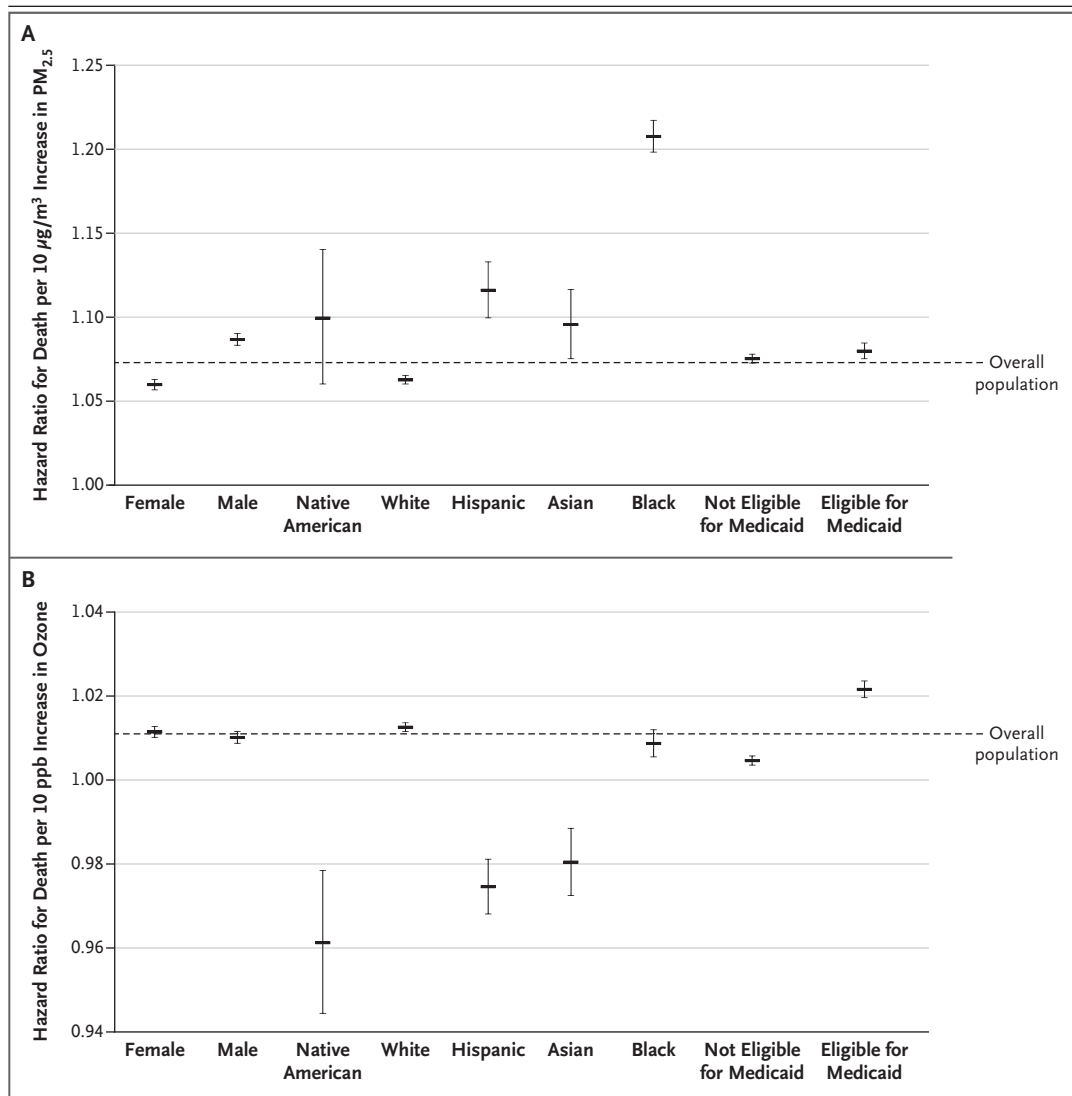 A
Hazard Ratio for Death per 10 µg/m³ Increase in PM₂.₅
1.25
1.20
1.15
1.10
1.05
1.00
Overall
population
Female
Male
Native
American
White
Hispanic
Asian
Black
Not Eligible
for Medicaid
Eligible for
Medicaid
B
Hazard Ratio for Death per 10 ppb Increase in Ozone
1.04
1.02
1.00
0.98
0.96
0.94
Overall
population
Female
Male
Native
American
White
Hispanic
Asian
Black
Not Eligible
for Medicaid
Eligible for
Medicaid